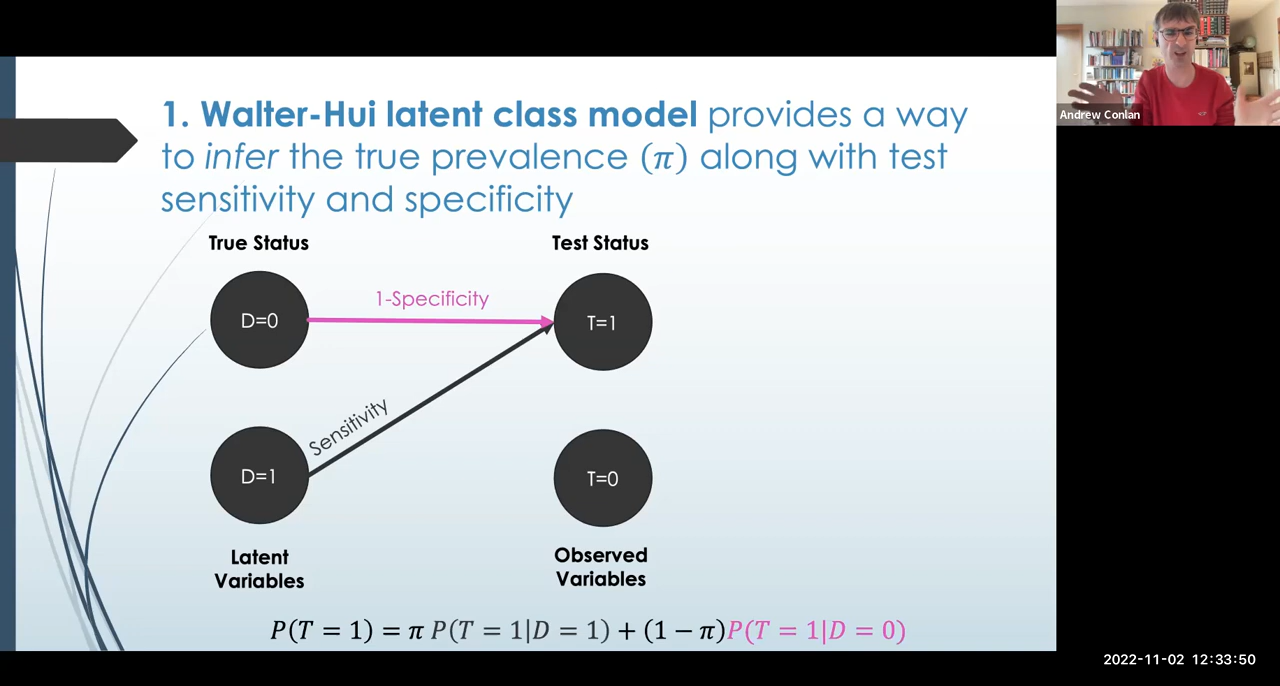 1. Walter-Hui latent class model provides a way
to infer the true prevalence (π) along with test
sensitivity and specificity
True Status
Test Status
1-Specificity
D=0
T=1
Sensitivity
D=1
T=0
Latent
Variables
Observed
Variables
P(T = 1) = π P(T = 1|D = 1) + (1 − π)P(T = 1|D = 0)
Andrew Conlan
2022-11-02 12:33:50